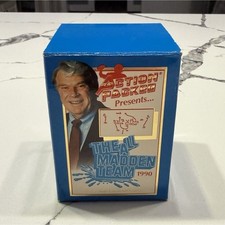 ACTION
PACKED
Presents...
THE ALL
MADDEN
TEAM
1990